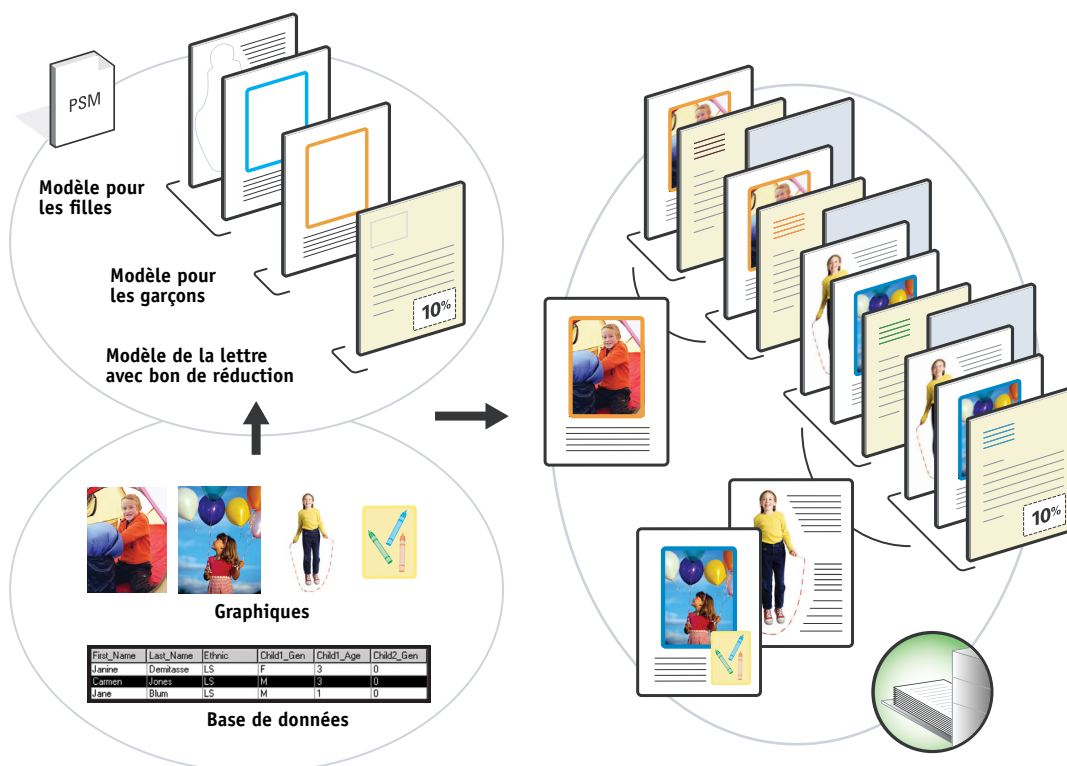 PSM
Modèle pour
les filles
Modèle pour
les garçons
10%
Modèle de la lettre
avec bon de réduction
Graphiques
First_Name Last_Name Ethnic Child1_Gen Child1_Age Child2_Gen
Janine Demitasse LS F 3 0
Carmen Jones LS M 3 0
Jane Blum LS M 1 0
Base de données
10%